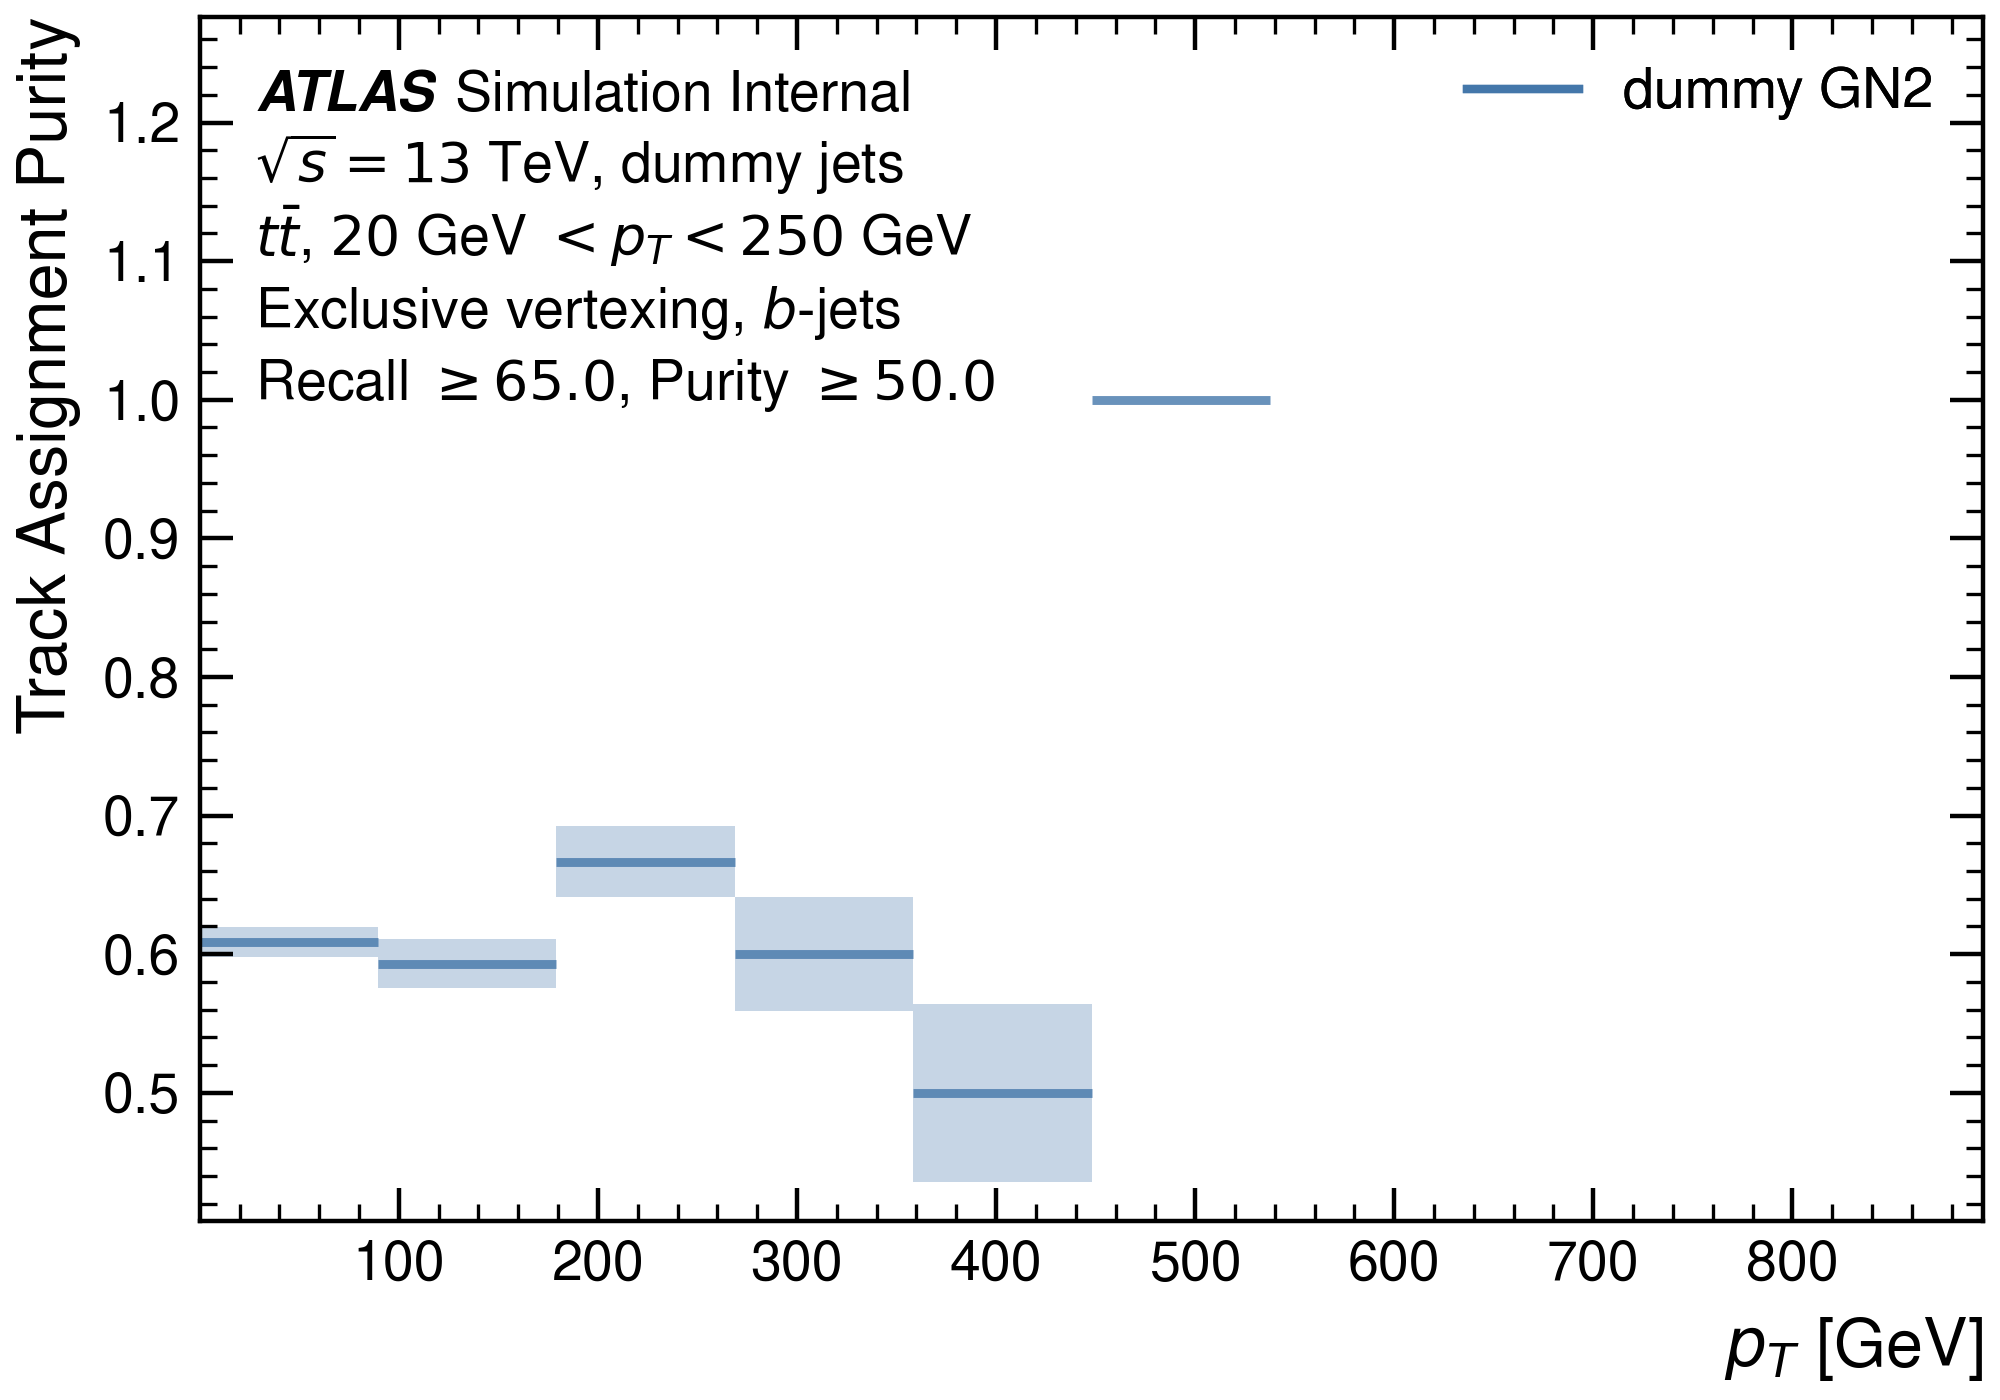 Track Assignment Purity
ATLAS Simulation Internal
√s = 13 TeV, dummy jets
tt̄, 20 GeV < p_T < 250 GeV
Exclusive vertexing, b-jets
Recall ≥ 65.0, Purity ≥ 50.0
dummy GN2
1.2
1.1
1.0
0.9
0.8
0.7
0.6
0.5
100 200 300 400 500 600 700 800
p_T [GeV]